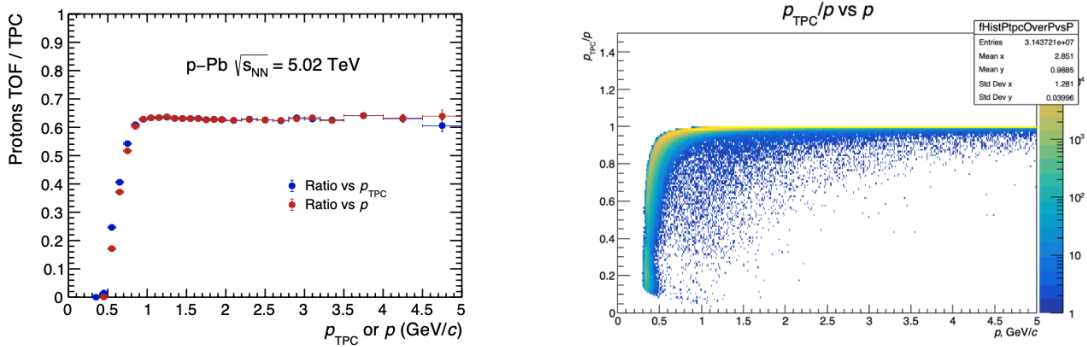 Protons TOF / TPC
p−Pb √sNN = 5.02 TeV
Ratio vs pTPC
Ratio vs p
1
0.9
0.8
0.7
0.6
0.5
0.4
0.3
0.2
0.1
0
0 0.5 1 1.5 2 2.5 3 3.5 4 4.5 5
pTPC or p (GeV/c)
pTPC/p vs p
fHistPtpcOverPvsP
Entries 3.143721e+07
Mean x 2.851
Mean y 0.9885
Std Dev x 1.281
Std Dev y 0.03996
pTPC/p
1.4
1.2
1
0.8
0.6
0.4
0.2
0
0 0.5 1 1.5 2 2.5 3 3.5 4 4.5 5
p, GeV/c
10³
10²
10
1